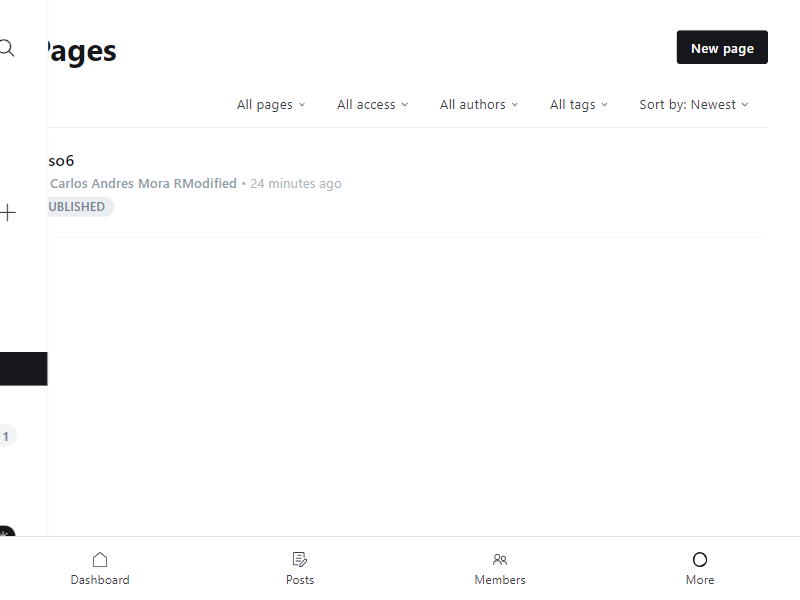 Pages
New page
All pages
All access
All authors
All tags
Sort by: Newest
so6
Carlos Andres Mora RModified • 24 minutes ago
UBLISHED
1
Dashboard
Posts
Members
More